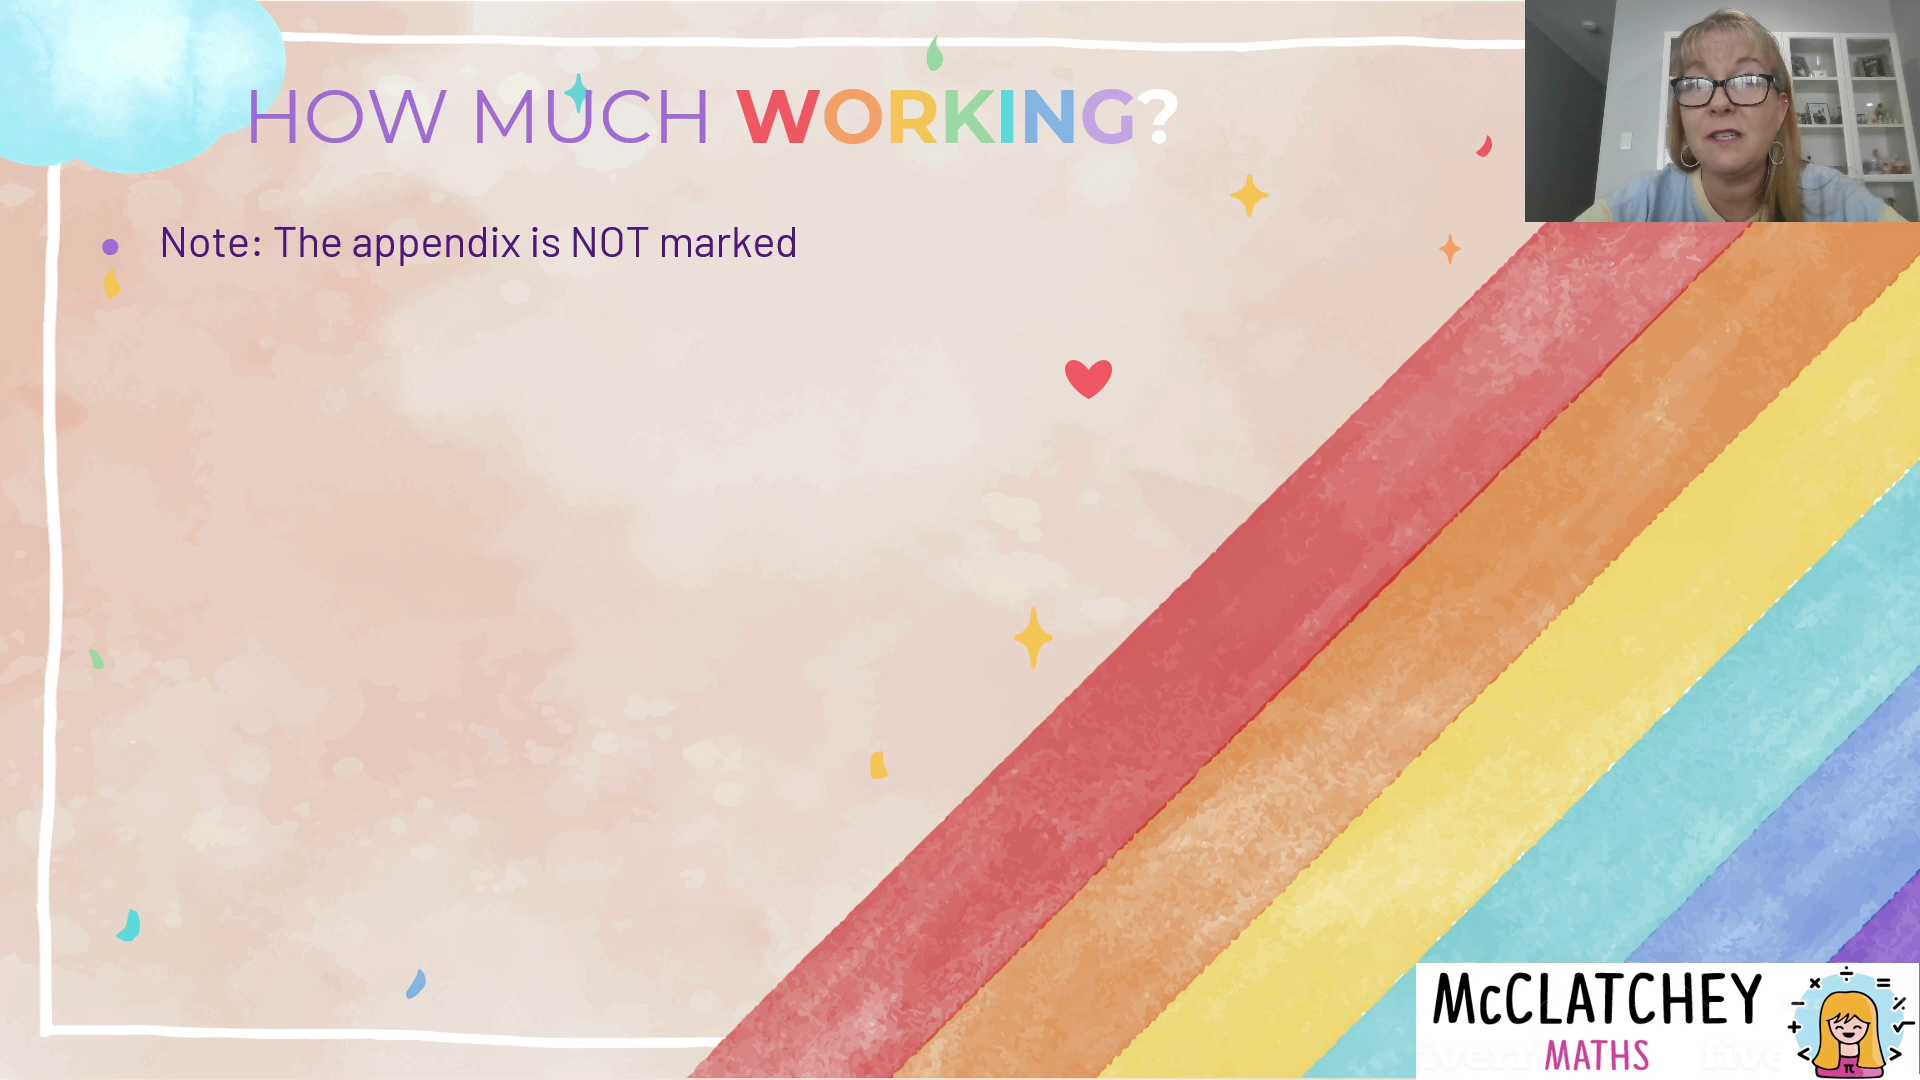 HOW MUCH WORKING?
Note: The appendix is NOT marked
McCLATCHEY
MATHS